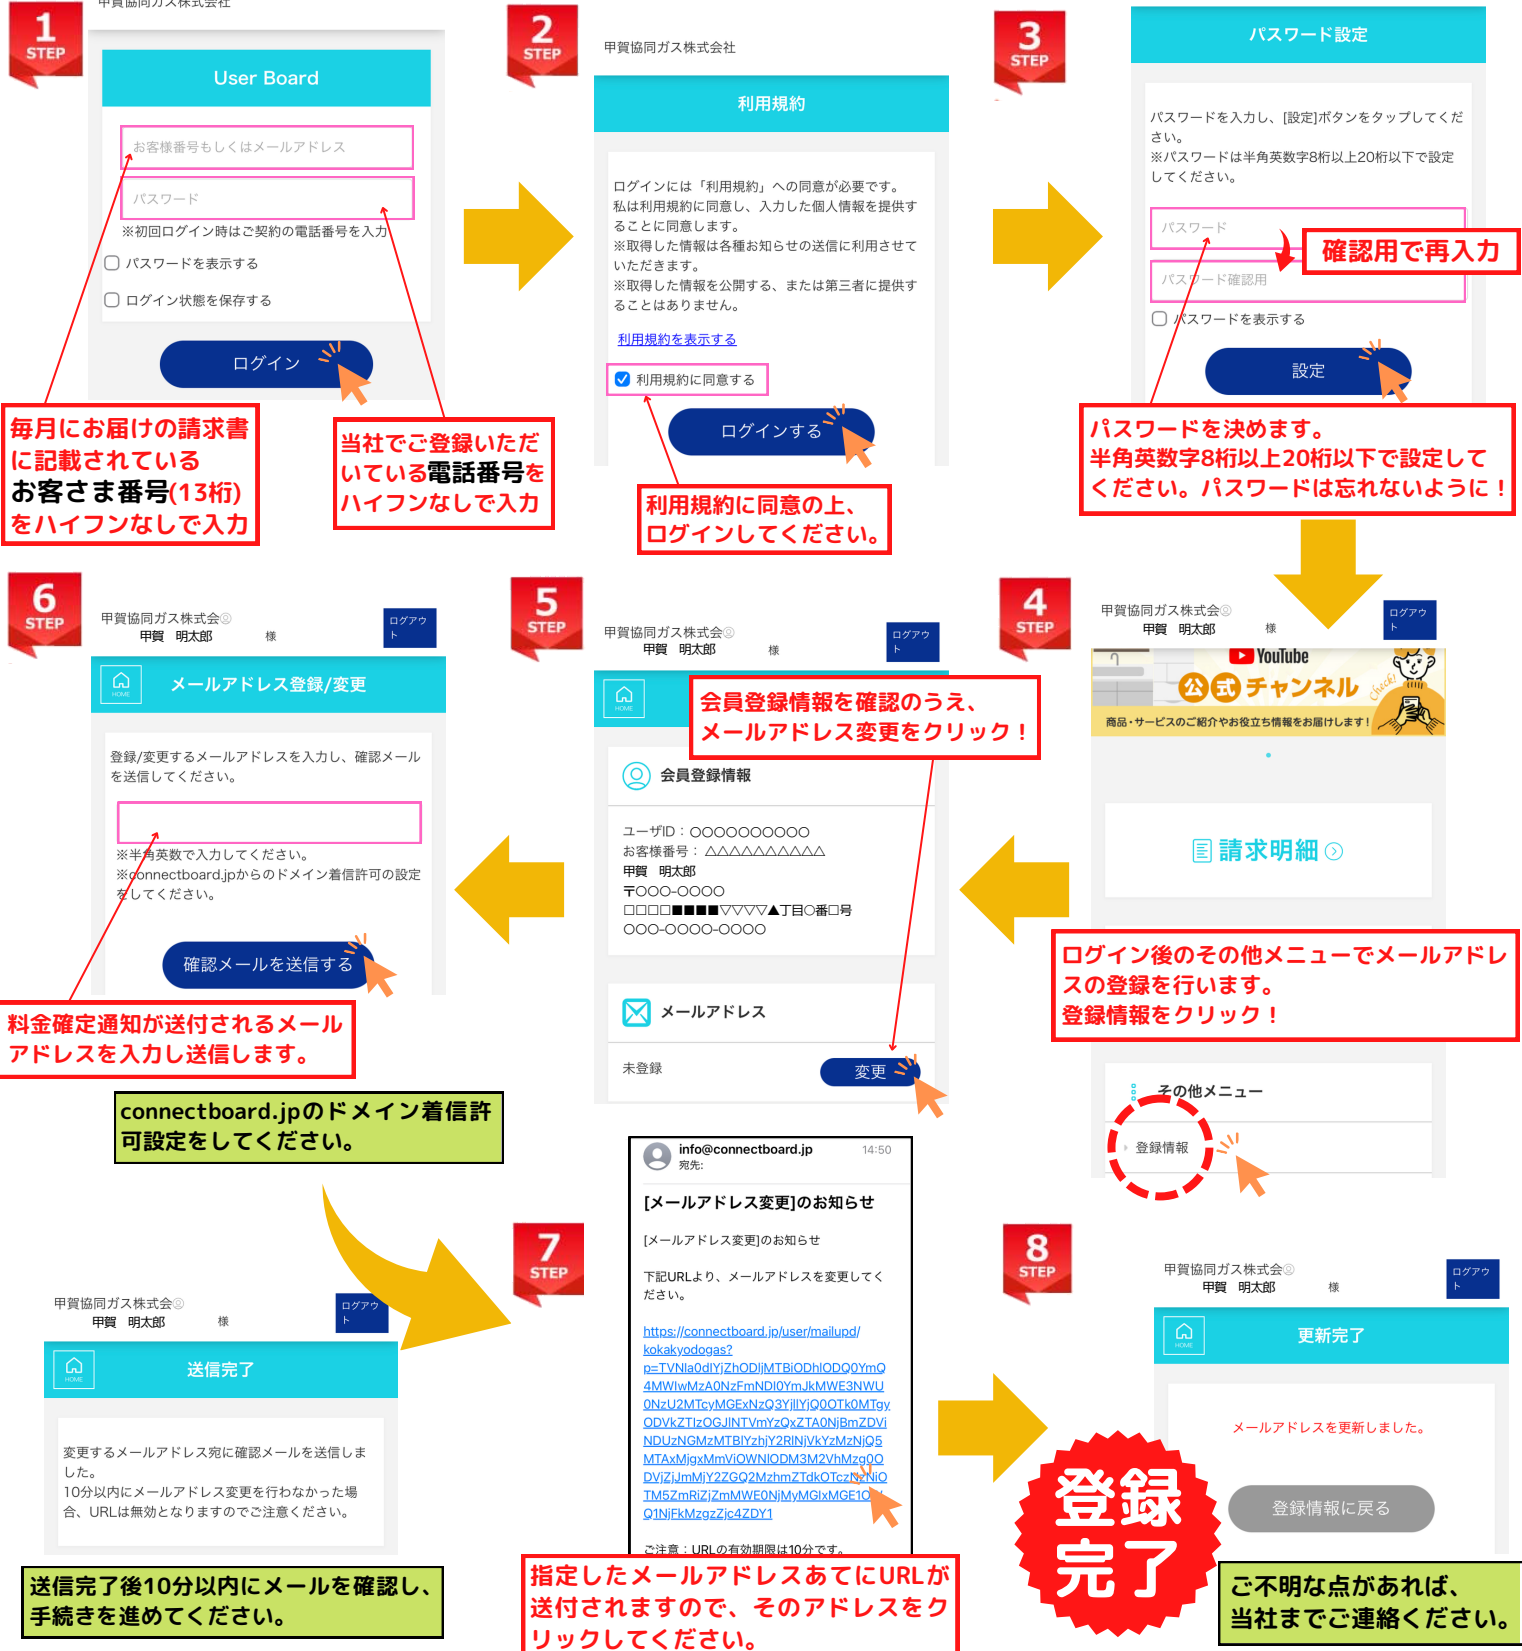 1
STEP
甲賀協同ガス株式会社
User Board
お客様番号もしくはメールアドレス
パスワード
※初回ログイン時はご契約の電話番号を入力
パスワードを表示する
ログイン状態を保存する
ログイン
毎月にお届けの請求書
に記載されている
お客さま番号(13桁)
をハイフンなしで入力
当社でご登録いただ
いている電話番号を
ハイフンなしで入力
2
STEP
甲賀協同ガス株式会社
利用規約
ログインには「利用規約」への同意が必要です。
私は利用規約に同意し、入力した個人情報を提供す
ることに同意します。
※取得した情報は各種お知らせの送信に利用させて
いただきます。
※取得した情報を公開する、または第三者に提供す
ることはありません。
利用規約を表示する
利用規約に同意する
ログインする
利用規約に同意の上、
ログインしてください。
3
STEP
パスワード設定
パスワードを入力し、[設定]ボタンをタップしてくだ
さい。
※パスワードは半角英数字8桁以上20桁以下で設定
してください。
パスワード
確認用で再入力
パスワード確認用
パスワードを表示する
設定
パスワードを決めます。
半角英数字8桁以上20桁以下で設定して
ください。パスワードは忘れないように！
4
STEP
甲賀協同ガス株式会
甲賀 明太郎 様
ログアウ
ト
YouTube
公式チャンネル
Check!
商品・サービスのご紹介やお役立ち情報をお届けします！
請求明細
ログイン後のその他メニューでメールアドレ
スの登録を行います。
登録情報をクリック！
その他メニュー
登録情報
5
STEP
甲賀協同ガス株式会
甲賀 明太郎 様
ログアウ
ト
HOME
会員登録情報を確認のうえ、
メールアドレス変更をクリック！
会員登録情報
ユーザID：○○○○○○○○○○
お客様番号：△△△△△△△△△△
甲賀 明太郎
〒○○○-○○○○
□□□□■■■■▽▽▽▽▲丁目○番□号
○○○-○○○○-○○○○
メールアドレス
未登録
変更
6
STEP
甲賀協同ガス株式会
甲賀 明太郎 様
ログアウ
ト
HOME
メールアドレス登録/変更
登録/変更するメールアドレスを入力し、確認メール
を送信してください。
※半角英数で入力してください。
※connectboard.jpからのドメイン着信許可の設定
をしてください。
確認メールを送信する
料金確定通知が送付されるメール
アドレスを入力し送信します。
connectboard.jpのドメイン着信許
可設定をしてください。
甲賀協同ガス株式会
甲賀 明太郎 様
ログアウ
ト
HOME
送信完了
変更するメールアドレス宛に確認メールを送信しま
した。
10分以内にメールアドレス変更を行わなかった場
合、URLは無効となりますのでご注意ください。
送信完了後10分以内にメールを確認し、
手続きを進めてください。
7
STEP
info@connectboard.jp 14:50
宛先:
[メールアドレス変更]のお知らせ
[メールアドレス変更]のお知らせ
下記URLより、メールアドレスを変更してく
ださい。
https://connectboard.jp/user/mailupd/
kokakyodogas?
ご注意：URLの有効期限は10分です。
指定したメールアドレスあてにURLが
送付されますので、そのアドレスをク
リックしてください。
8
STEP
甲賀協同ガス株式会
甲賀 明太郎 様
ログアウ
ト
HOME
更新完了
メールアドレスを更新しました。
登録情報に戻る
登録
完了
ご不明な点があれば、
当社までご連絡ください。